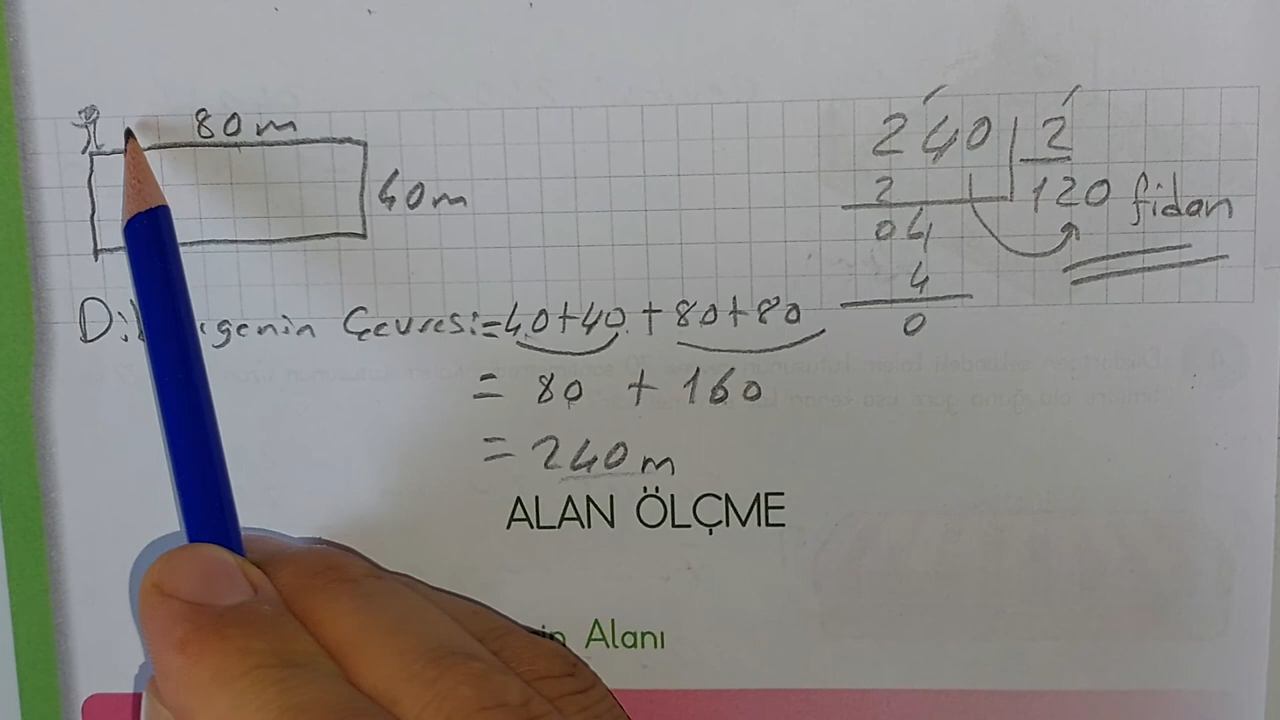 80m
40m
240 2
2 120 fidan
04
4
0
Çevresi=40+40+80+80
= 80 + 160
= 240m
ALAN ÖLÇME
Alanı